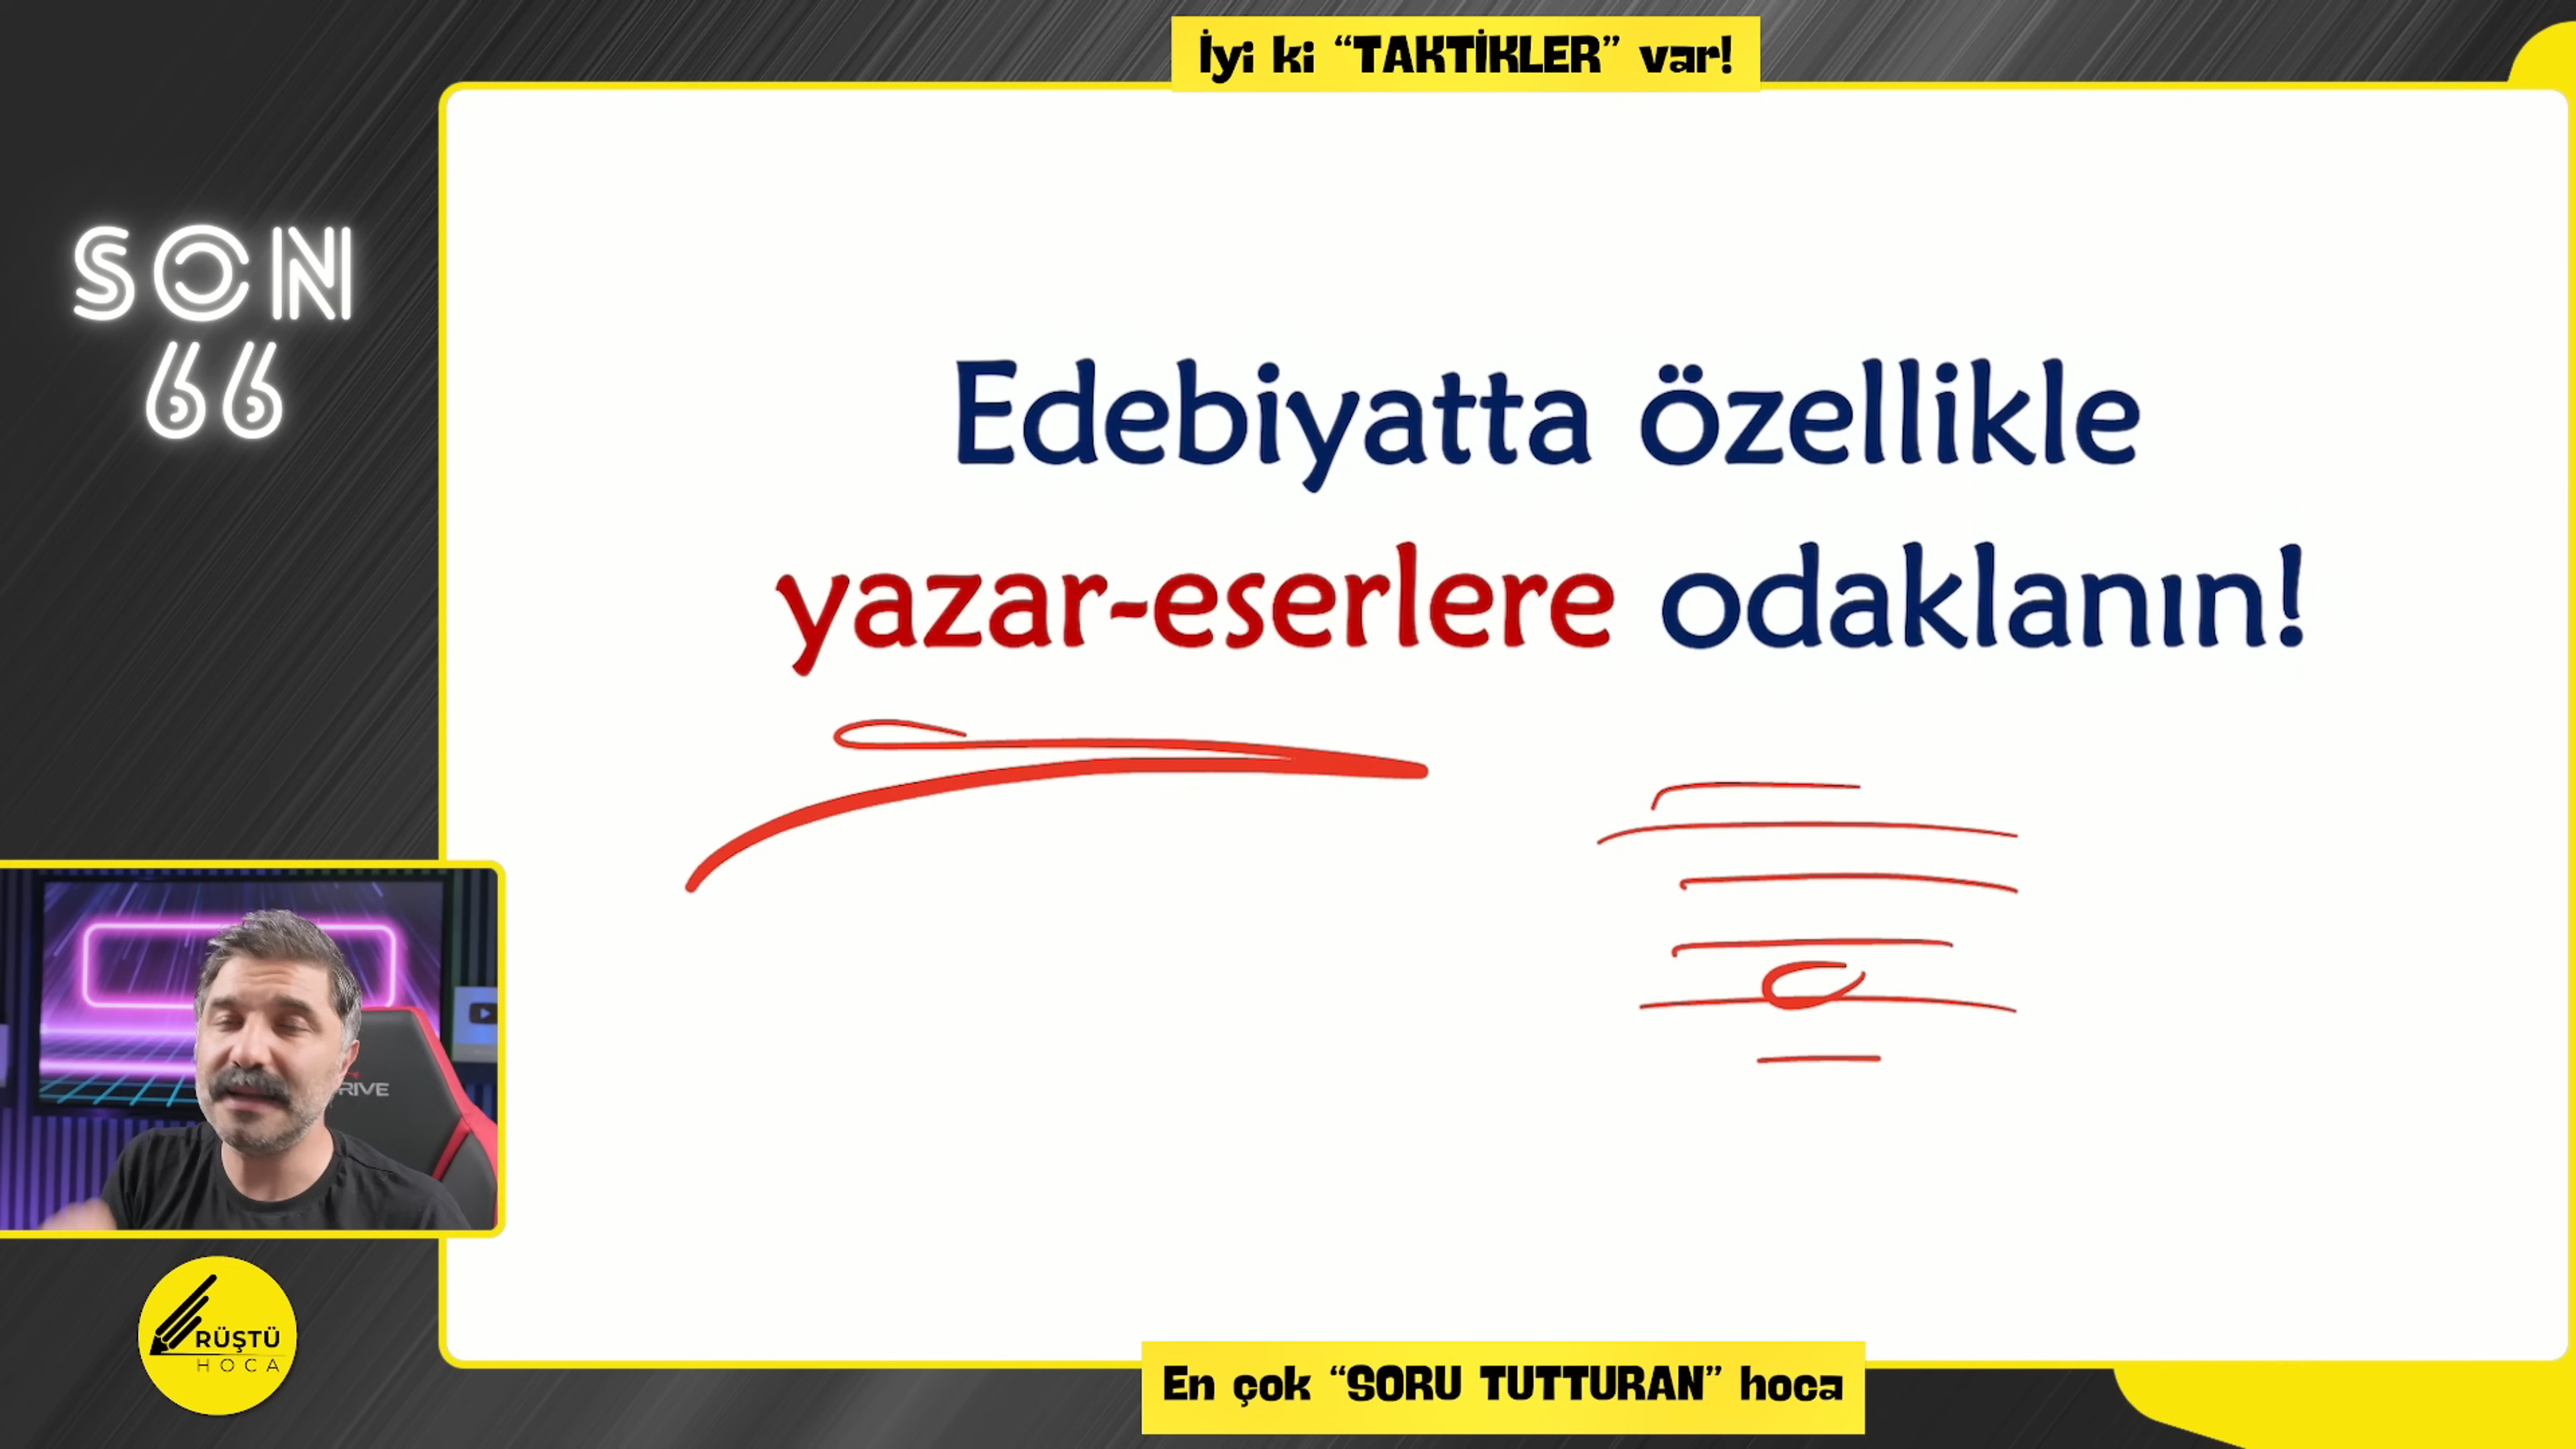 İyi ki “TAKTİKLER” var!
SON
66
Edebiyatta özellikle
yazar-eserlere odaklanın!
RIVE
RÜŞTÜ
HOCA
En çok “SORU TUTTURAN” hoca